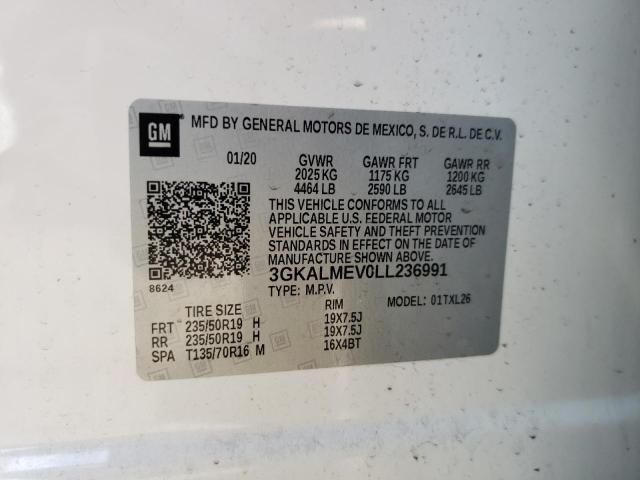 GM MFD BY GENERAL MOTORS DE MEXICO, S. DE R.L. DE C.V.
01/20 GVWR GAWR FRT GAWR RR
2025 KG 1175 KG 1200 KG
4464 LB 2590 LB 2645 LB
THIS VEHICLE CONFORMS TO ALL
APPLICABLE U.S. FEDERAL MOTOR
VEHICLE SAFETY AND THEFT PREVENTION
STANDARDS IN EFFECT ON THE DATE OF
MANUFACTURE SHOWN ABOVE.
8624 3GKALMEV0LL236991
TYPE: M.P.V. MODEL: 01TXL26
TIRE SIZE RIM
FRT 235/50R19 H 19X7.5J
RR 235/50R19 H 19X7.5J
SPA T135/70R16 M 16X4BT